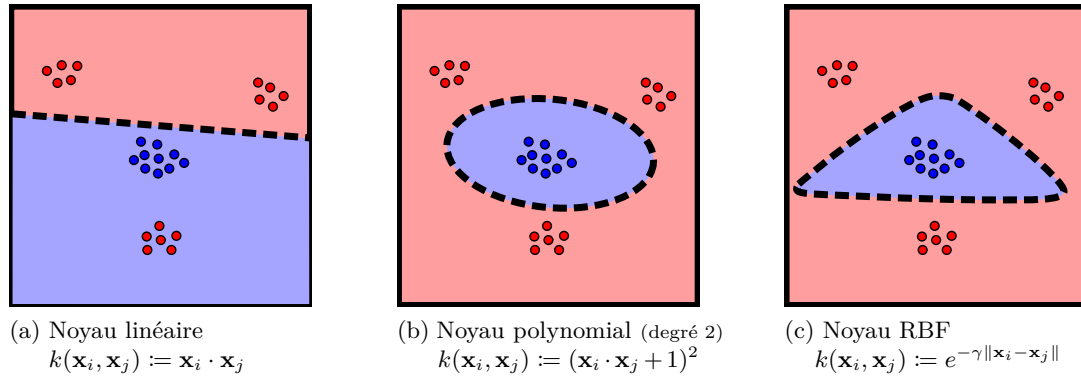 (a) Noyau linéaire
k(𝐱ᵢ, 𝐱ⱼ) ≔ 𝐱ᵢ · 𝐱ⱼ
(b) Noyau polynomial (degré 2)
k(𝐱ᵢ, 𝐱ⱼ) ≔ (𝐱ᵢ · 𝐱ⱼ + 1)²
(c) Noyau RBF
k(𝐱ᵢ, 𝐱ⱼ) ≔ e^{−γ‖𝐱ᵢ−𝐱ⱼ‖}